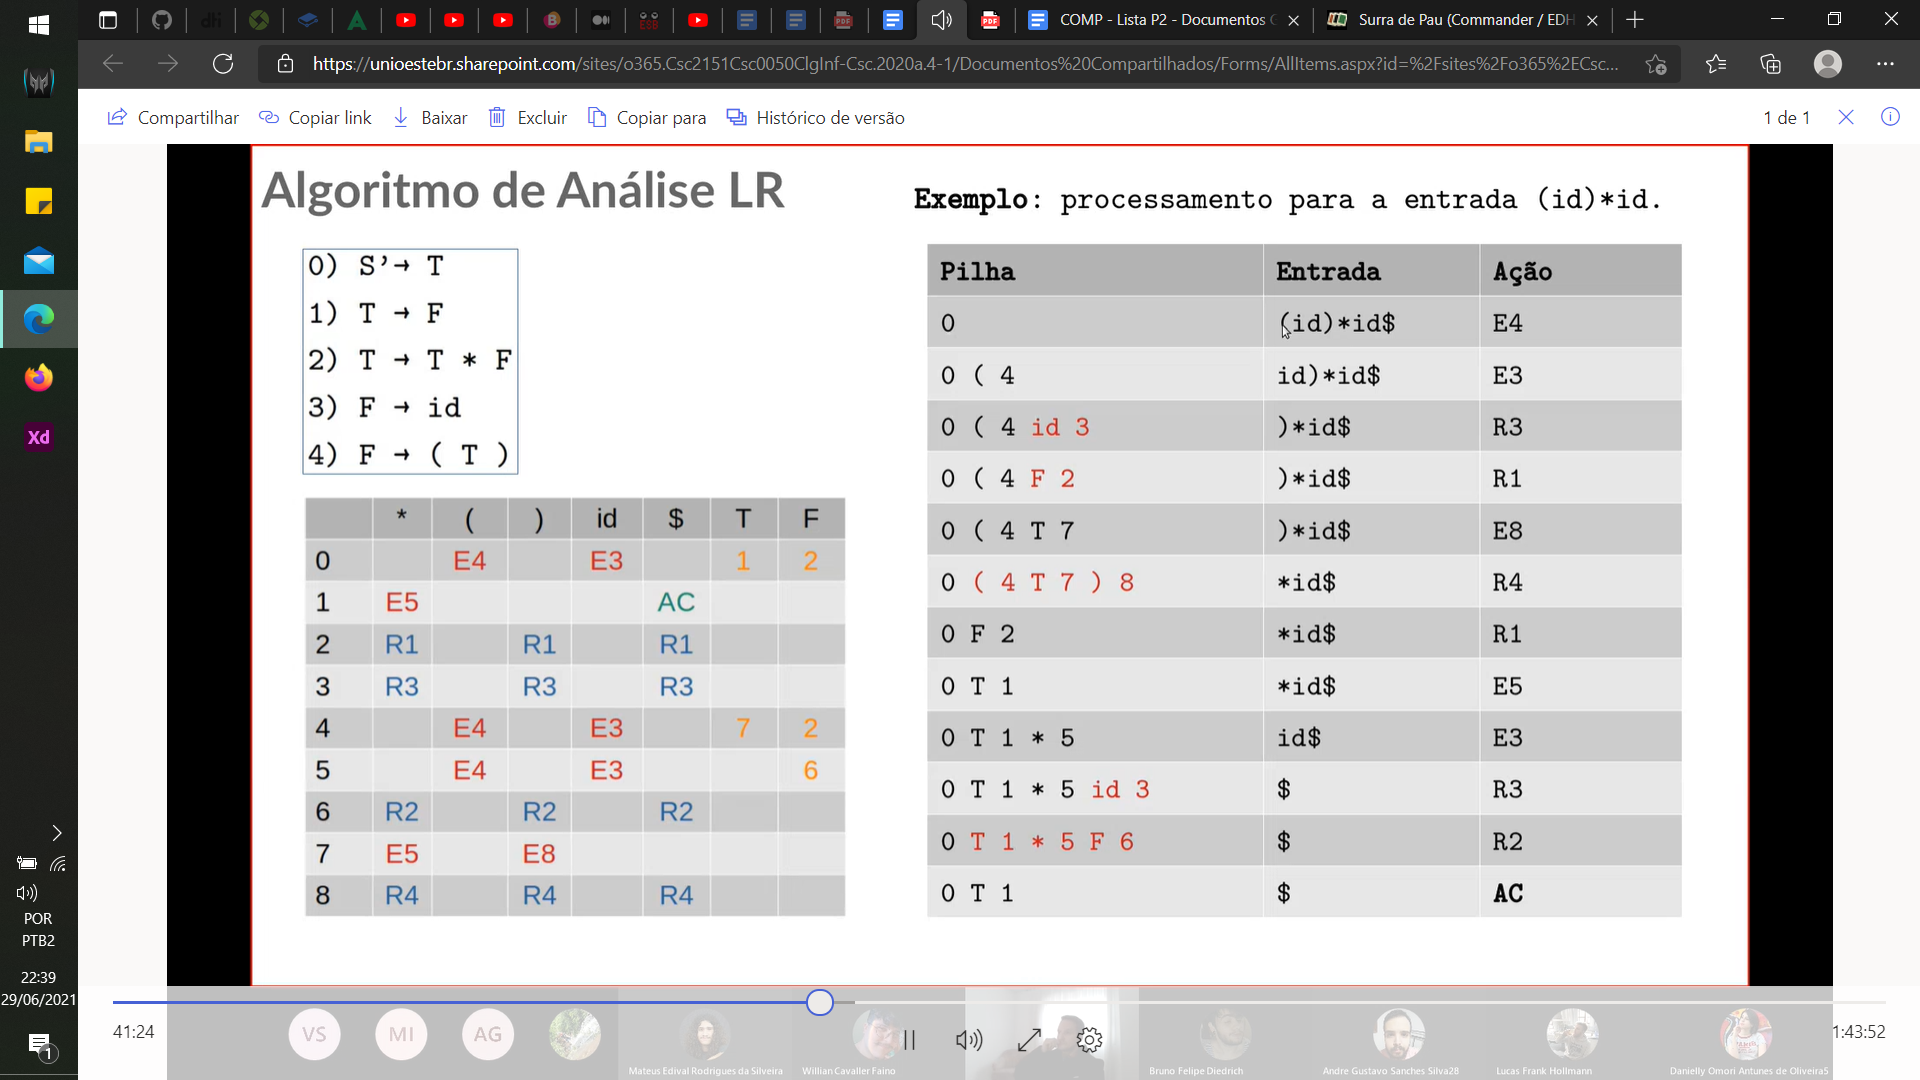 COMP - Lista P2 - Documentos
Surra de Pau (Commander / EDH
https://unioestebr.sharepoint.com/sites/o365.Csc2151Csc0050ClgInf-Csc.2020a.4-1/Documentos%20Compartilhados/Forms/AllItems.aspx?id=%2Fsites%2Fo365%2ECsc...
Compartilhar Copiar link Baixar Excluir Copiar para Histórico de versão 1 de 1
Algoritmo de Análise LR
Exemplo: processamento para a entrada (id)*id.
0) S’→ T
1) T → F
2) T → T * F
3) F → id
4) F → ( T )
* ( ) id $ T F
0 E4 E3 1 2
1 E5 AC
2 R1 R1 R1
3 R3 R3 R3
4 E4 E3 7 2
5 E4 E3 6
6 R2 R2 R2
7 E5 E8
8 R4 R4 R4
Pilha Entrada Ação
0 (id)*id$ E4
0 ( 4 id)*id$ E3
0 ( 4 id 3 )*id$ R3
0 ( 4 F 2 )*id$ R1
0 ( 4 T 7 )*id$ E8
0 ( 4 T 7 ) 8 *id$ R4
0 F 2 *id$ R1
0 T 1 *id$ E5
0 T 1 * 5 id$ E3
0 T 1 * 5 id 3 $ R3
0 T 1 * 5 F 6 $ R2
0 T 1 $ AC
Xd
POR
PTB2
22:39
29/06/2021
1
41:24
1:43:52
VS MI AG
Mateus Edival Rodrigues da Silveira
Willian Cavaller Faino
Bruno Felipe Diedrich
Andre Gustavo Sanches Silva28
Lucas Frank Hollmann
Danielly Omori Antunes de Oliveira5